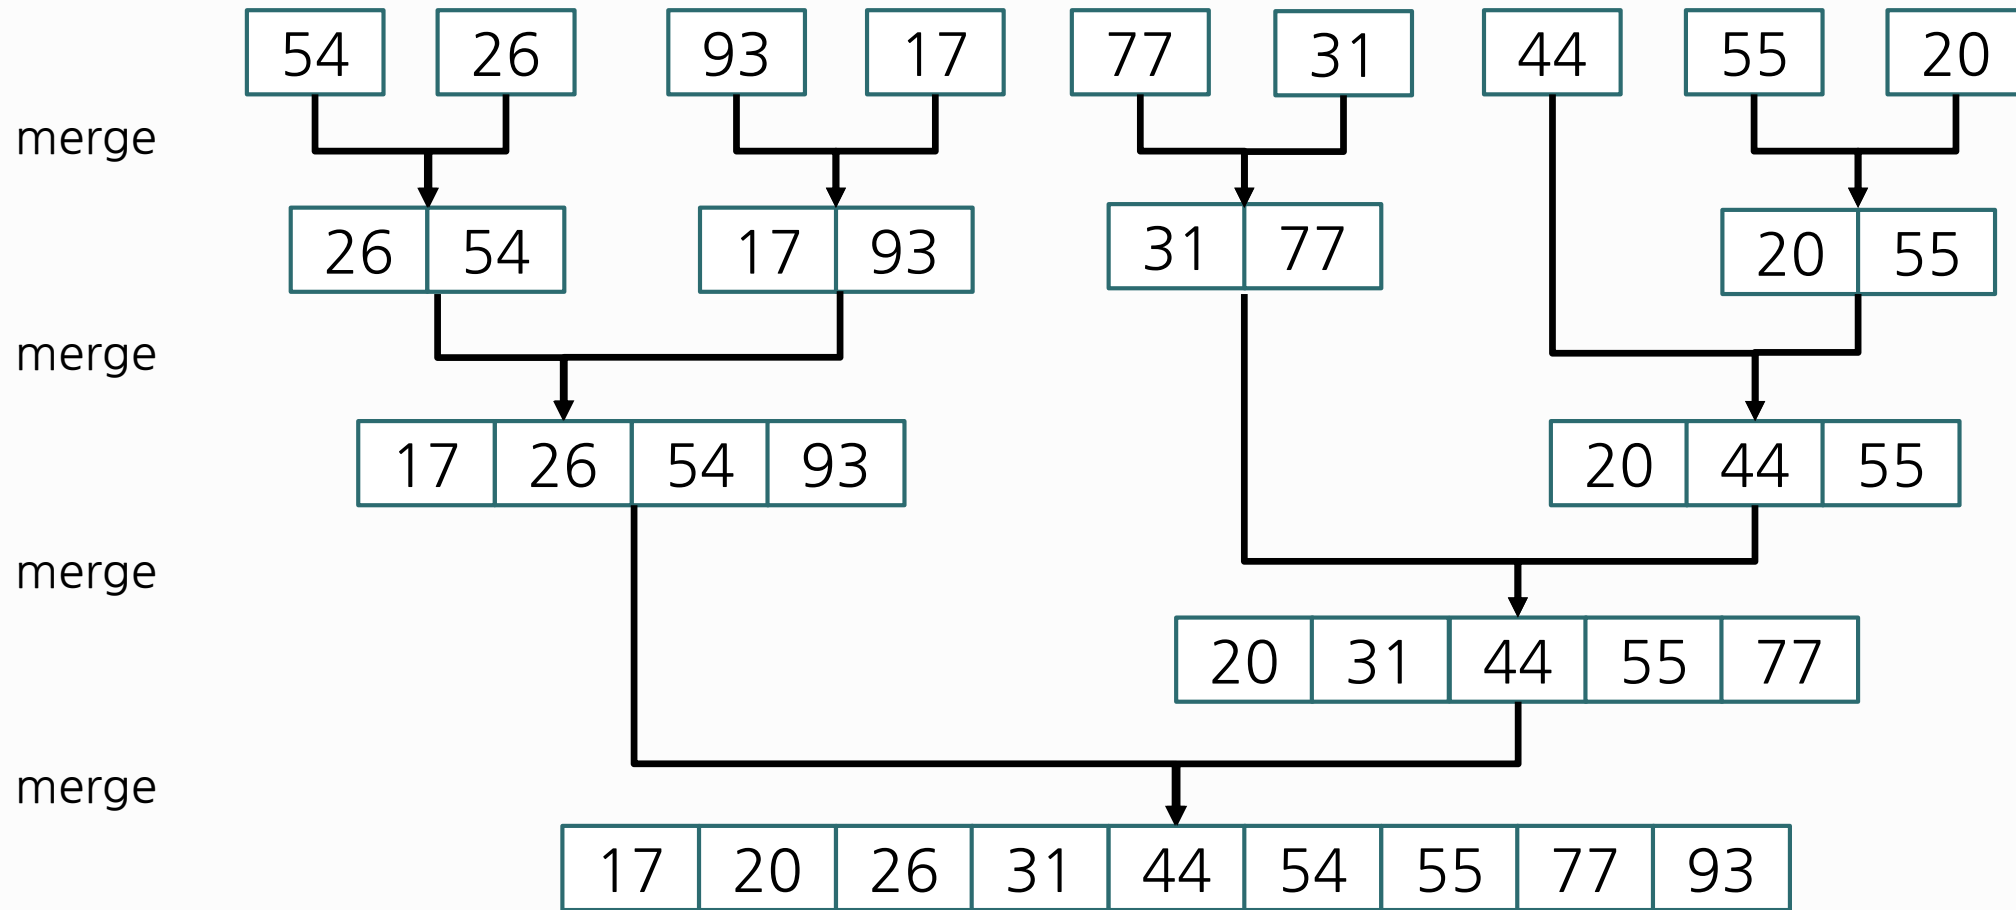 54 26 93 17 77 31 44 55 20
merge
26 54 17 93 31 77 20 55
merge
17 26 54 93 20 44 55
merge
20 31 44 55 77
merge
17 20 26 31 44 54 55 77 93